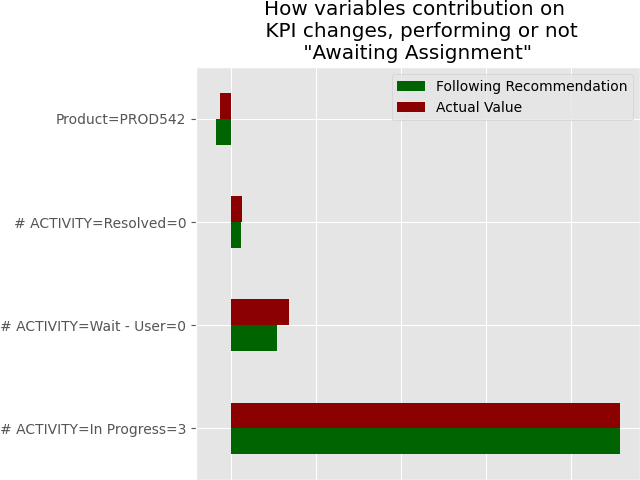 How variables contribution on
KPI changes, performing or not
"Awaiting Assignment"
Following Recommendation
Actual Value
Product=PROD542
# ACTIVITY=Resolved=0
# ACTIVITY=Wait - User=0
# ACTIVITY=In Progress=3